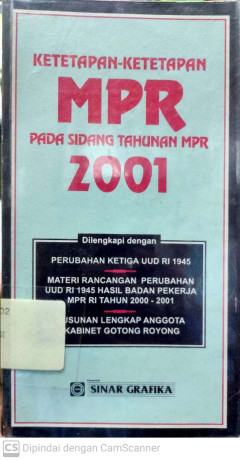 KETETAPAN-KETETAPAN
MPR
PADA SIDANG TAHUNAN MPR
2001
Dilengkapi dengan
PERUBAHAN KETIGA UUD RI 1945
MATERI RANCANGAN PERUBAHAN
UUD RI 1945 HASIL BADAN PEKERJA
MPR RI TAHUN 2000 - 2001
USUNAN LENGKAP ANGGOTA
KABINET GOTONG ROYONG
SINAR GRAFIKA
CS Dipindai dengan CamScanner